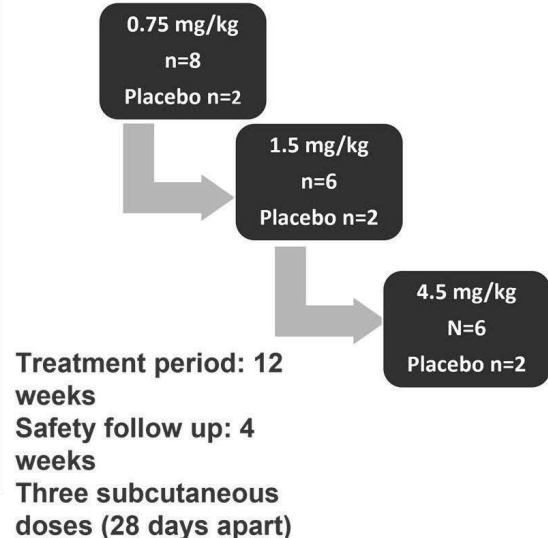 0.75 mg/kg
n=8
Placebo n=2
1.5 mg/kg
n=6
Placebo n=2
4.5 mg/kg
N=6
Placebo n=2
Treatment period: 12
weeks
Safety follow up: 4
weeks
Three subcutaneous
doses (28 days apart)